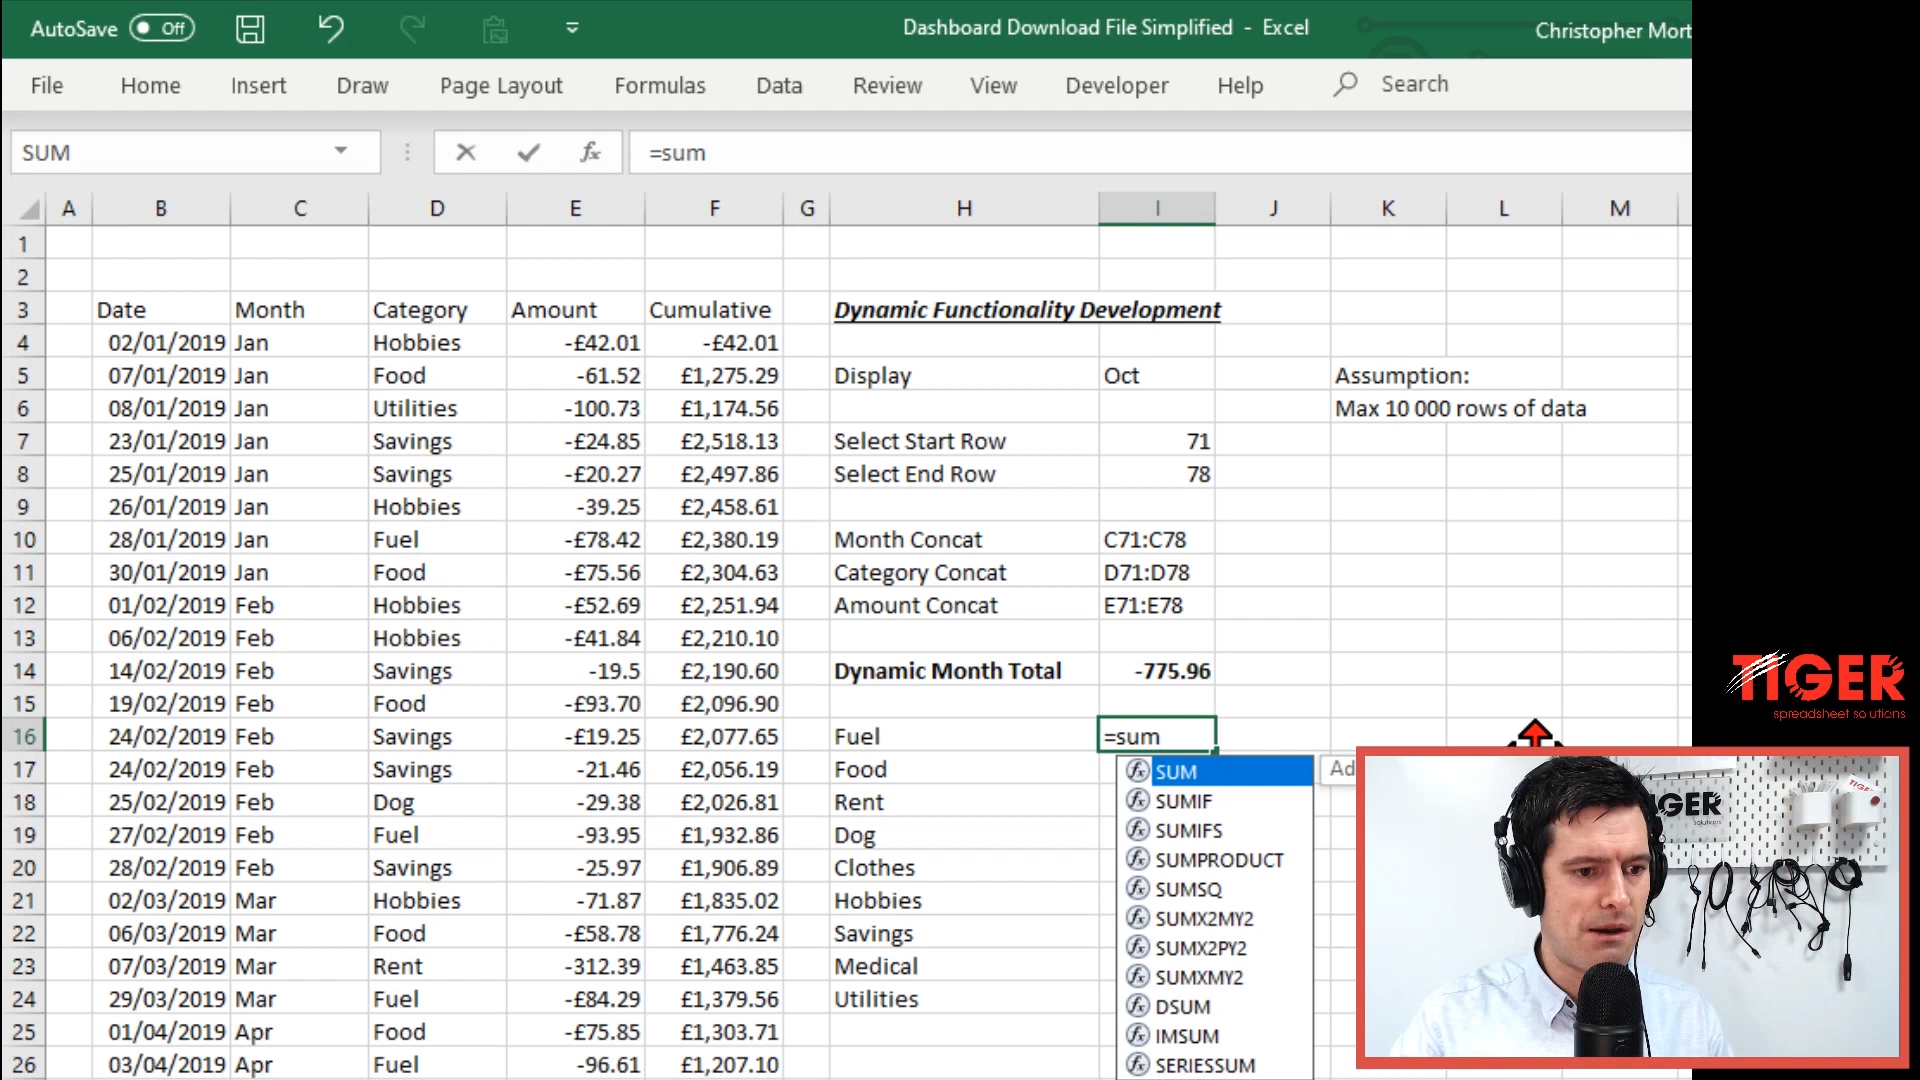 AutoSave Off Dashboard Download File Simplified - Excel Christopher Mort
File Home Insert Draw Page Layout Formulas Data Review View Developer Help Search
SUM fx =sum
A B C D E F G H I J K L M
1
2
3 Date Month Category Amount Cumulative Dynamic Functionality Development
4 02/01/2019 Jan Hobbies -£42.01 -£42.01
5 07/01/2019 Jan Food -61.52 £1,275.29 Display Oct Assumption:
6 08/01/2019 Jan Utilities -100.73 £1,174.56 Max 10 000 rows of data
7 23/01/2019 Jan Savings -£24.85 £2,518.13 Select Start Row 71
8 25/01/2019 Jan Savings -£20.27 £2,497.86 Select End Row 78
9 26/01/2019 Jan Hobbies -39.25 £2,458.61
10 28/01/2019 Jan Fuel -£78.42 £2,380.19 Month Concat C71:C78
11 30/01/2019 Jan Food -£75.56 £2,304.63 Category Concat D71:D78
12 01/02/2019 Feb Hobbies -£52.69 £2,251.94 Amount Concat E71:E78
13 06/02/2019 Feb Hobbies -£41.84 £2,210.10
14 14/02/2019 Feb Savings -19.5 £2,190.60 Dynamic Month Total -775.96
15 19/02/2019 Feb Food -£93.70 £2,096.90
16 24/02/2019 Feb Savings -£19.25 £2,077.65 Fuel =sum
17 24/02/2019 Feb Savings -21.46 £2,056.19 Food
18 25/02/2019 Feb Dog -29.38 £2,026.81 Rent
19 27/02/2019 Feb Fuel -93.95 £1,932.86 Dog
20 28/02/2019 Feb Savings -25.97 £1,906.89 Clothes
21 02/03/2019 Mar Hobbies -71.87 £1,835.02 Hobbies
22 06/03/2019 Mar Food -£58.78 £1,776.24 Savings
23 07/03/2019 Mar Rent -312.39 £1,463.85 Medical
24 29/03/2019 Mar Fuel -£84.29 £1,379.56 Utilities
25 01/04/2019 Apr Food -£75.85 £1,303.71
26 03/04/2019 Apr Fuel -96.61 £1,207.10
fx SUM Ad
fx SUMIF
fx SUMIFS
fx SUMPRODUCT
fx SUMSQ
fx SUMX2MY2
fx SUMX2PY2
fx SUMXMY2
fx DSUM
fx IMSUM
fx SERIESSUM
TIGER
spreadsheet solutions
GER
Solutions
TIGER